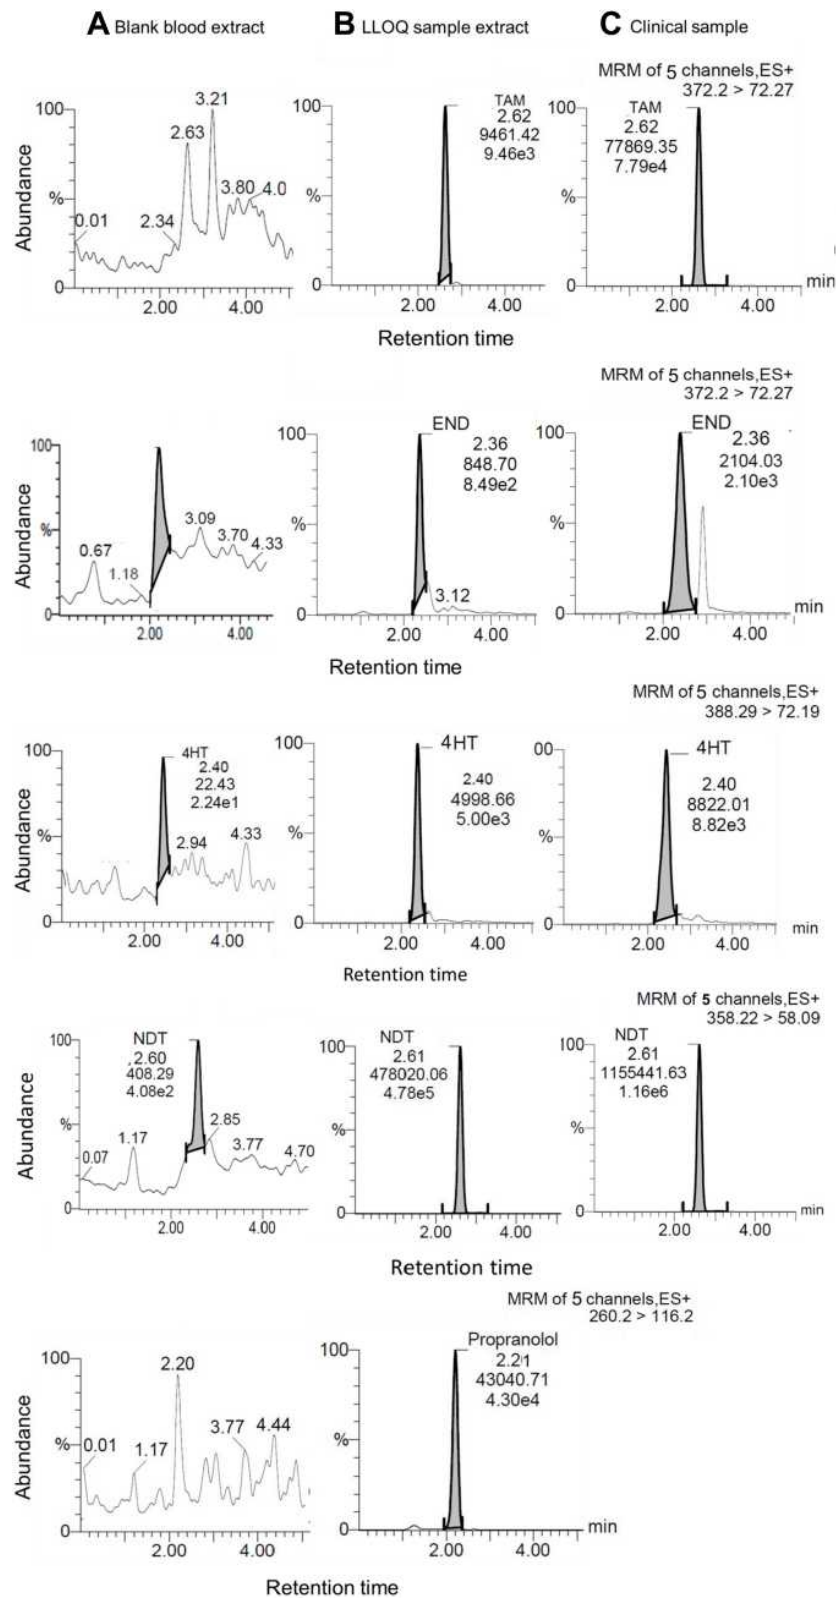 A Blank blood extract
B LLOQ sample extract
C Clinical sample
MRM of 5 channels,ES+
372.2 > 72.27
Abundance
100
%
0
0.01
2.34
2.63
3.21
3.80
4.0
2.00
4.00
100
%
0
TAM
2.62
9461.42
9.46e3
2.00
4.00
100
%
0
TAM
2.62
77869.35
7.79e4
2.00
4.00
min
Retention time
MRM of 5 channels,ES+
372.2 > 72.27
Abundance
100
%
0
0.67
1.18
3.09
3.70
4.33
2.00
4.00
100
%
0
END
2.36
848.70
8.49e2
3.12
2.00
4.00
100
%
0
END
2.36
2104.03
2.10e3
2.00
4.00
min
Retention time
MRM of 5 channels,ES+
388.29 > 72.19
Abundance
100
%
0
4HT
2.40
22.43
2.24e1
2.94
4.33
2.00
4.00
100
%
0
4HT
2.40
4998.66
5.00e3
2.00
4.00
00
%
0
4HT
2.40
8822.01
8.82e3
2.00
4.00
min
Retention time
MRM of 5 channels,ES+
358.22 > 58.09
Abundance
100
%
0
NDT
2.60
408.29
4.08e2
0.07
1.17
2.85
3.77
4.70
2.00
4.00
100
%
0
NDT
2.61
478020.06
4.78e5
2.00
4.00
100
%
0
NDT
2.61
1155441.63
1.16e6
2.00
4.00
min
Retention time
MRM of 5 channels,ES+
260.2 > 116.2
Abundance
100
%
0
0.01
1.17
2.20
3.77
4.44
2.00
4.00
100
%
0
Propranolol
2.21
43040.71
4.30e4
2.00
4.00
min
Retention time